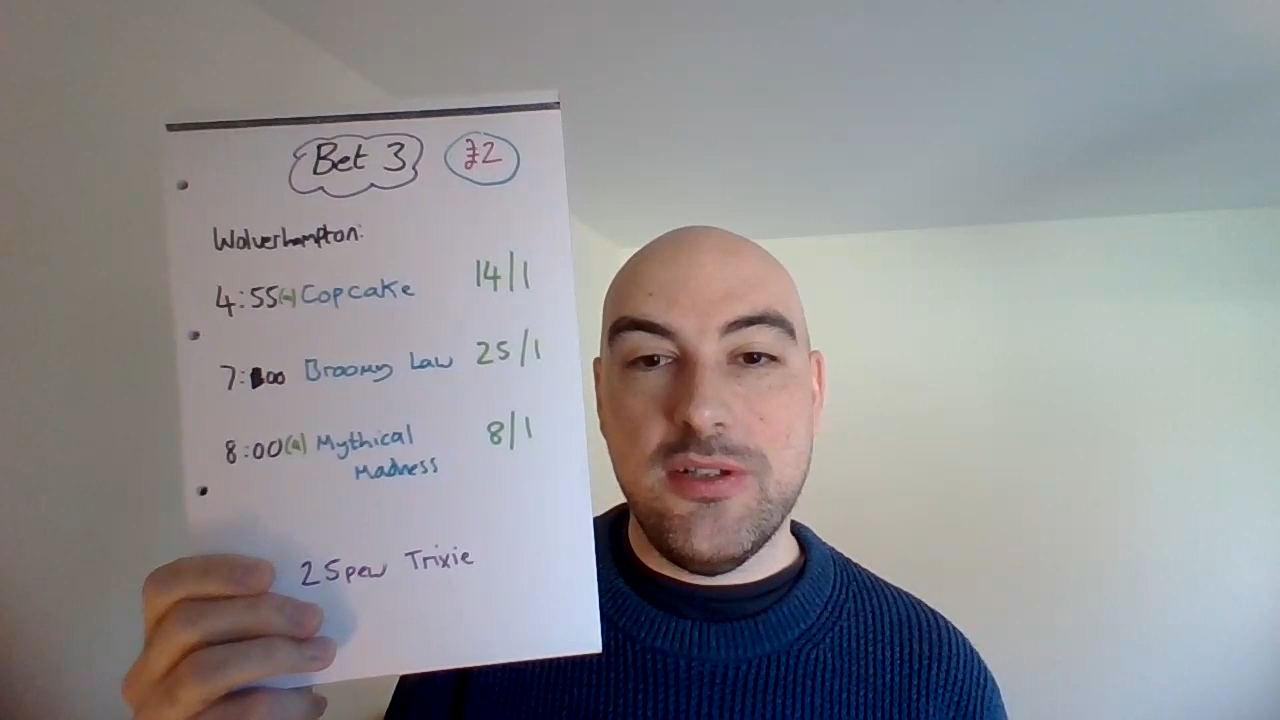 Bet 3 £2
Wolverhampton:
4:55 Copcake 14/1
7:00 Broomy Law 25/1
8:00 Mythical 8/1
Madness
25pew Trixie